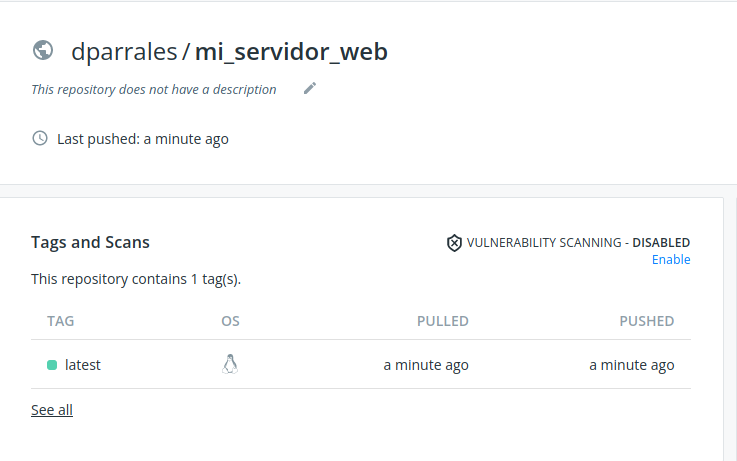 dparrales / mi_servidor_web
This repository does not have a description
Last pushed: a minute ago
Tags and Scans
VULNERABILITY SCANNING - DISABLED
Enable
This repository contains 1 tag(s).
TAG OS PULLED PUSHED
latest a minute ago a minute ago
See all